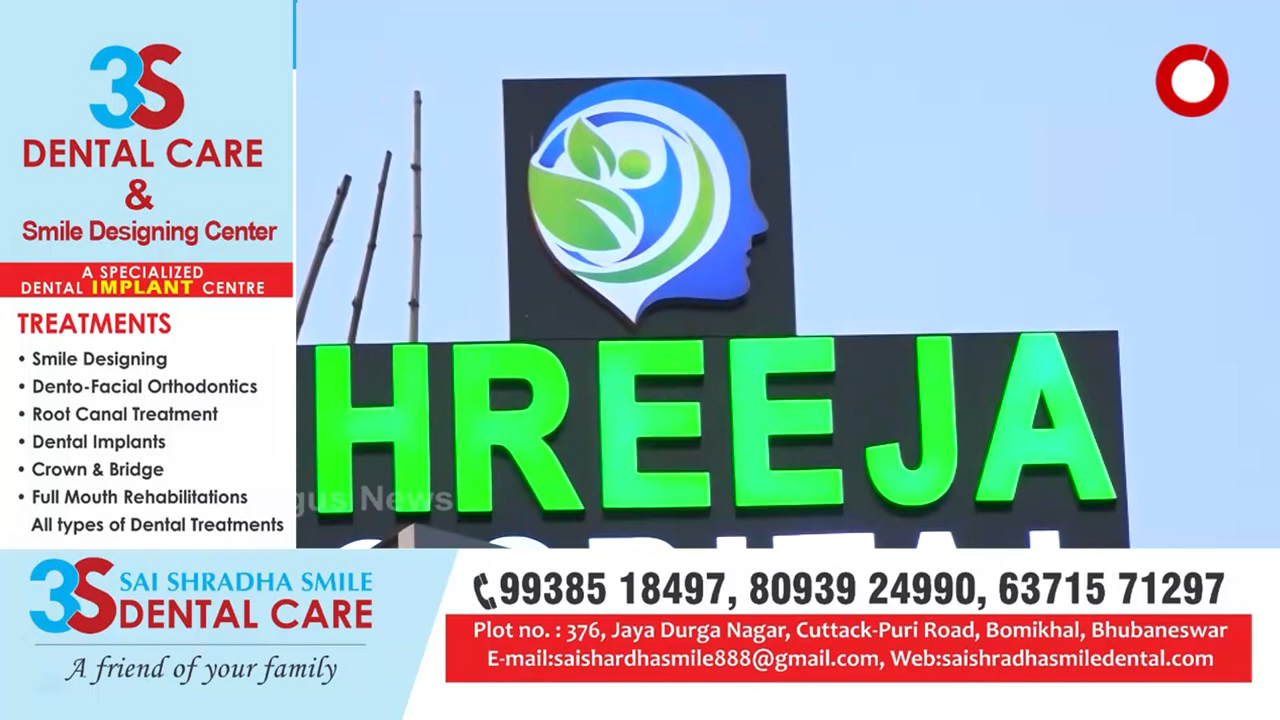 3S
DENTAL CARE
&
Smile Designing Center
A SPECIALIZED
DENTAL IMPLANT CENTRE
TREATMENTS
• Smile Designing
• Dento-Facial Orthodontics
• Root Canal Treatment
• Dental Implants
• Crown & Bridge
• Full Mouth Rehabilitations
All types of Dental Treatments
HREEJA
gus News
3S SAI SHRADHA SMILE
DENTAL CARE
A friend of your family
99385 18497, 80939 24990, 63715 71297
Plot no. : 376, Jaya Durga Nagar, Cuttack-Puri Road, Bomikhal, Bhubaneswar
E-mail:saishardhasmile888@gmail.com, Web:saishradhasmiledental.com